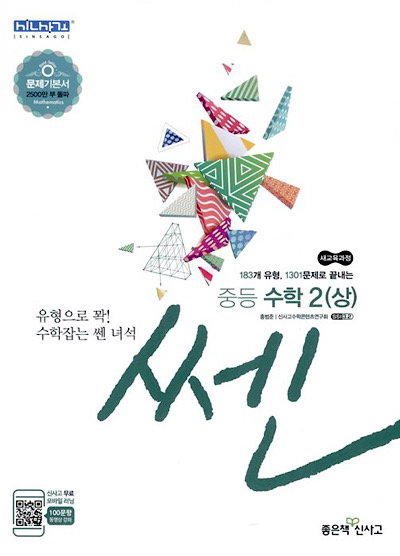 [SINSAGO]
문제기본서
2500만 부 돌파
Mathematics
새교육과정
183개 유형, 1301문제로 끝내는
중등 수학 2(상)
홍범준 | 신사고수학콘텐츠연구회
유형으로 꽉!
수학잡는 쎈 녀석
쎈
신사고 무료
모바일 러닝
100문항
동영상 강의
좋은책 신사고